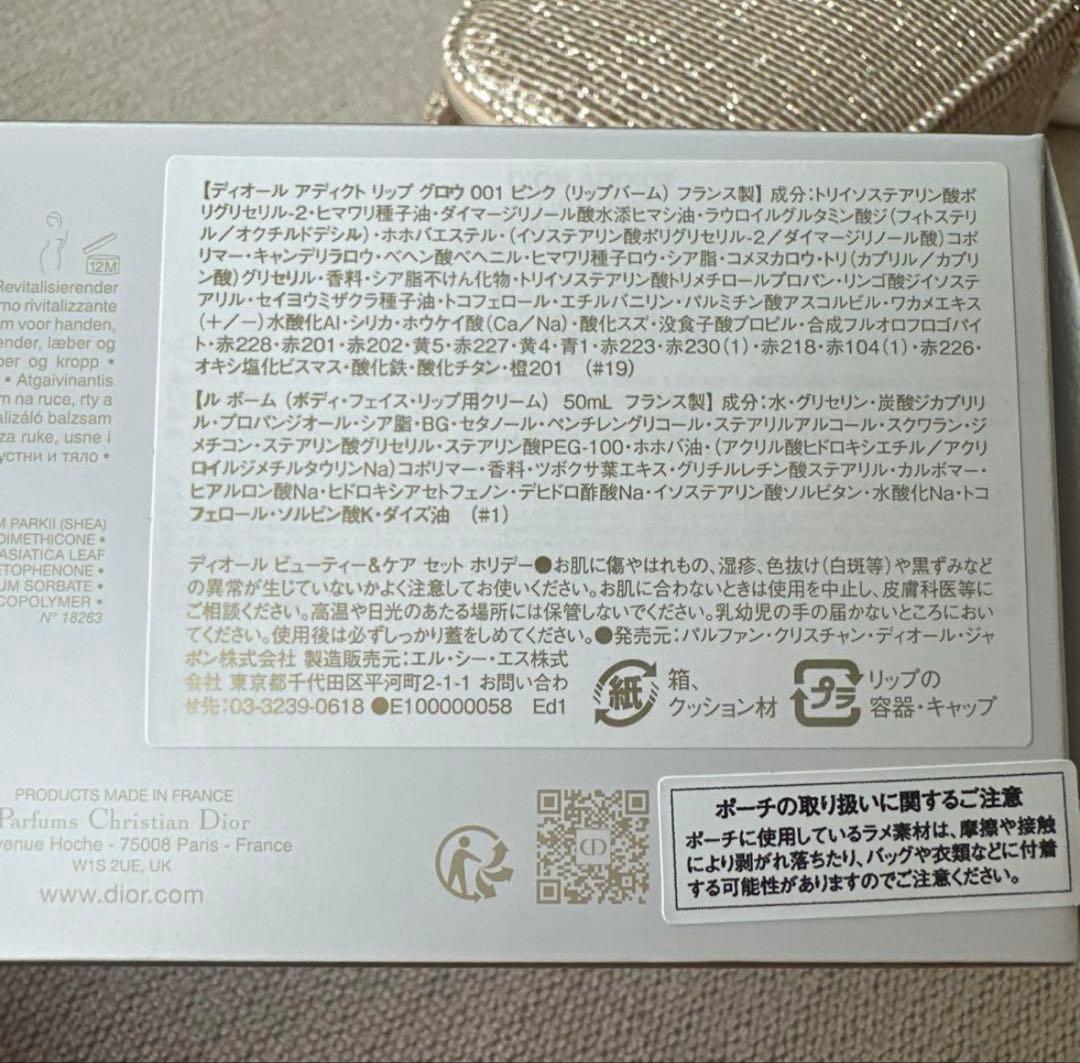 12M
Revitalisierender
mo rivitalizzante
m voor handen,
ender, læber og
per og kropp •
• Atgaivinantis
m na ruce, rty a
alizáló balzsam
za ruke, usne i
устни и тяло •
M PARKII (SHEA)
DIMETHICONE •
ASIATICA LEAF
ETOPHENONE •
UM SORBATE •
COPOLYMER •
N° 18263
【ディオール アディクト リップ グロウ 001 ピンク（リップバーム）フランス製】成分:トリイソステアリン酸ポ
リグリセリル-2・ヒマワリ種子油・ダイマージリノール酸水添ヒマシ油・ラウロイルグルタミン酸ジ（フィトステリ
ル／オクチルドデシル）・ホホバエステル・（イソステアリン酸ポリグリセリル-2／ダイマージリノール酸）コポ
リマー・キャンデリラロウ・ベヘン酸ベヘニル・ヒマワリ種子ロウ・シア脂・コメヌカロウ・トリ（カプリル／カプリ
ン酸）グリセリル・香料・シア脂不けん化物・トリイソステアリン酸トリメチロールプロパン・リンゴ酸ジイソステ
アリル・セイヨウミザクラ種子油・トコフェロール・エチルバニリン・パルミチン酸アスコルビル・ワカメエキス
（+／−）水酸化Al・シリカ・ホウケイ酸（Ca／Na）・酸化スズ・没食子酸プロピル・合成フルオロフロゴパイ
ト・赤228・赤201・赤202・黄5・赤227・黄4・青1・赤223・赤230（1）・赤218・赤104（1）・赤226・
オキシ塩化ビスマス・酸化鉄・酸化チタン・橙201 （#19）
【ル ボーム（ボディ・フェイス・リップ用クリーム） 50mL フランス製】成分:水・グリセリン・炭酸ジカプリリ
ル・プロパンジオール・シア脂・BG・セタノール・ペンチレングリコール・ステアリルアルコール・スクワラン・ジ
メチコン・ステアリン酸グリセリル・ステアリン酸PEG-100・ホホバ油・（アクリル酸ヒドロキシエチル／アクリ
ロイルジメチルタウリンNa）コポリマー・香料・ツボクサ葉エキス・グリチルレチン酸ステアリル・カルボマー・
ヒアルロン酸Na・ヒドロキシアセトフェノン・デヒドロ酢酸Na・イソステアリン酸ソルビタン・水酸化Na・トコ
フェロール・ソルビン酸K・ダイズ油 （#1）
ディオール ビューティー&ケア セット ホリデー●お肌に傷やはれもの、湿疹、色抜け（白斑等）や黒ずみなど
の異常が生じていないかよく注意してお使いください。お肌に合わないときは使用を中止し、皮膚科医等に
ご相談ください。高温や日光のあたる場所には保管しないでください。乳幼児の手の届かないところにおい
てください。使用後は必ずしっかり蓋をしめてください。●発売元:パルファン・クリスチャン・ディオール・ジャ
ポン株式会社 製造販売元:エル・シー・エス株式
会社 東京都千代田区平河町2-1-1 お問い合わ
せ先:03-3239-0618 ●E100000058 Ed1
紙
箱、
クッション材
プラ
リップの
容器・キャップ
PRODUCTS MADE IN FRANCE
Parfums Christian Dior
venue Hoche - 75008 Paris - France
W1S 2UE, UK
www.dior.com
CD
ポーチの取り扱いに関するご注意
ポーチに使用しているラメ素材は、摩擦や接触
により剥がれ落ちたり、バッグや衣類などに付着
する可能性がありますのでご注意ください。